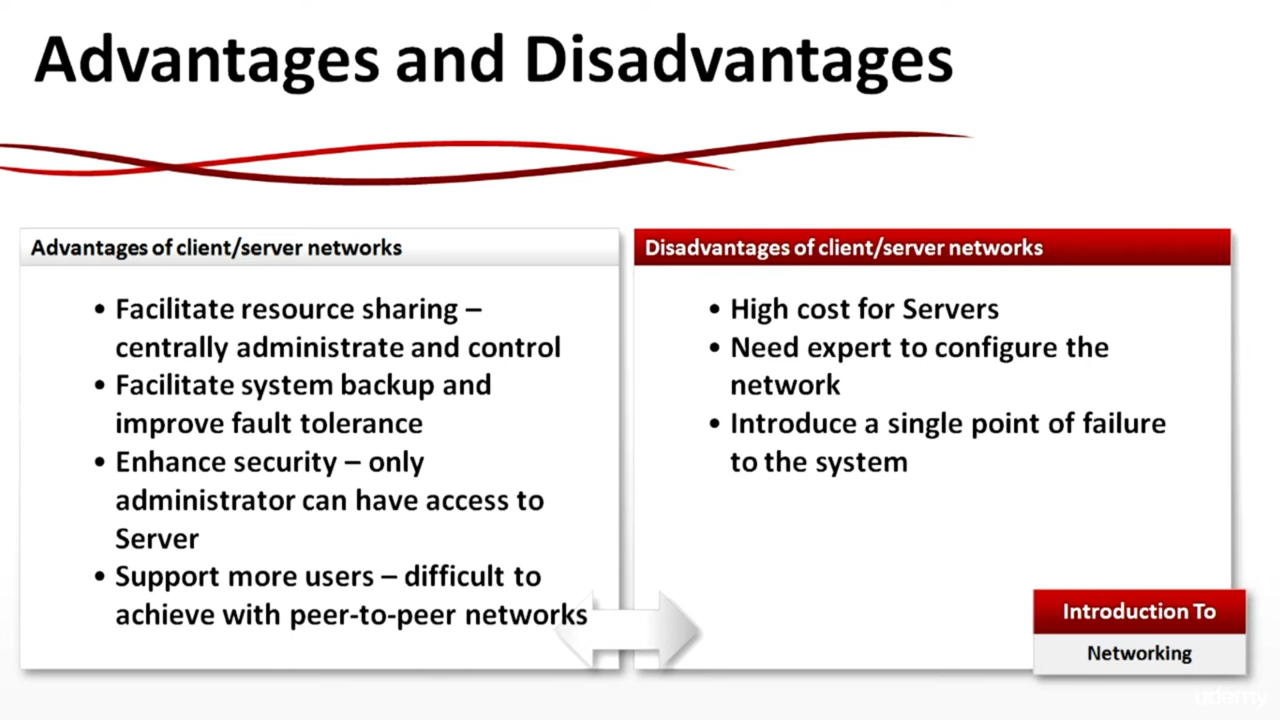 Advantages and Disadvantages
Advantages of client/server networks
• Facilitate resource sharing –
centrally administrate and control
• Facilitate system backup and
improve fault tolerance
• Enhance security – only
administrator can have access to
Server
• Support more users – difficult to
achieve with peer-to-peer networks
Disadvantages of client/server networks
• High cost for Servers
• Need expert to configure the
network
• Introduce a single point of failure
to the system
Introduction To
Networking
udemy